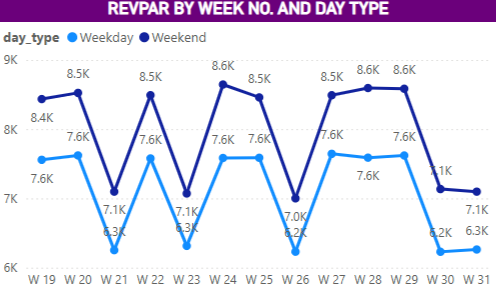 REVPAR BY WEEK NO. AND DAY TYPE
day_type Weekday Weekend
9K
8.6K 8.6K 8.6K
8.5K 8.5K 8.5K 8.5K
8K
8.4K
7.6K 7.6K 7.6K 7.6K 7.6K 7.6K
7.6K 7.6K
7.1K
7K
7.1K 7.1K 7.0K 7.1K
6.3K 6.3K 6.2K 6.2K 6.3K
6K
W 19 W 20 W 21 W 22 W 23 W 24 W 25 W 26 W 27 W 28 W 29 W 30 W 31